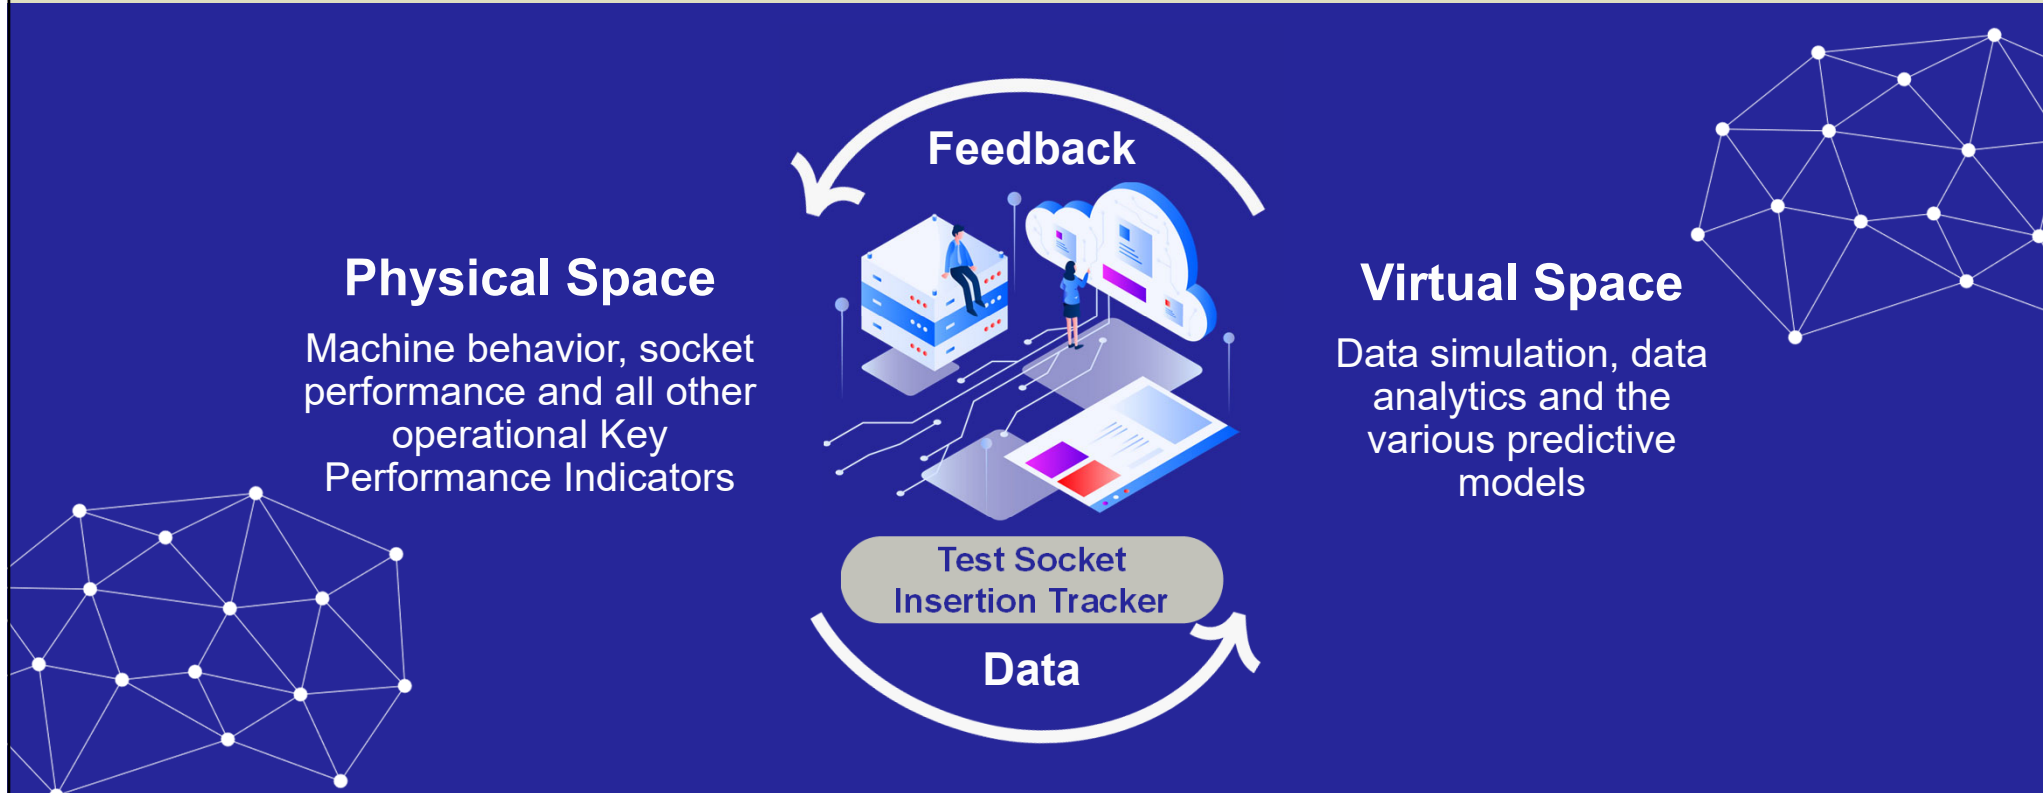 Feedback
Physical Space
Machine behavior, socket
performance and all other
operational Key
Performance Indicators
Virtual Space
Data simulation, data
analytics and the
various predictive
models
Test Socket
Insertion Tracker
Data